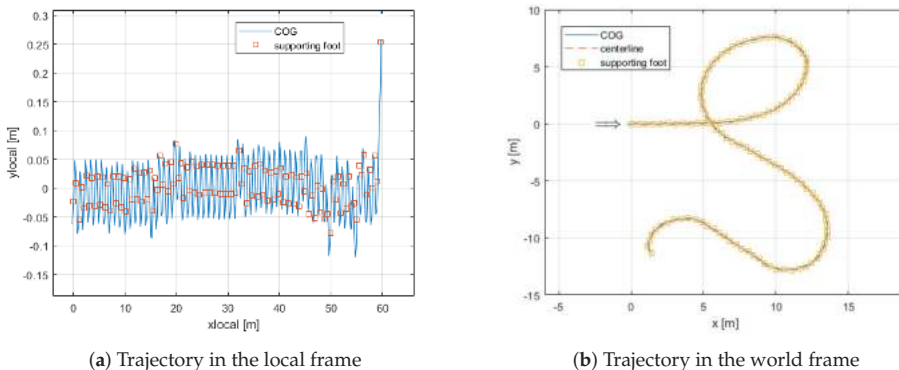 0.3
0.25
0.2
0.15
0.1
0.05
0
-0.05
-0.1
-0.15
ylocal [m]
COG
supporting foot
0 10 20 30 40 50 60
xlocal [m]
(a) Trajectory in the local frame
10
5
0
-5
-10
-15
y [m]
COG
centerline
supporting foot
-5 0 5 10 15
x [m]
(b) Trajectory in the world frame